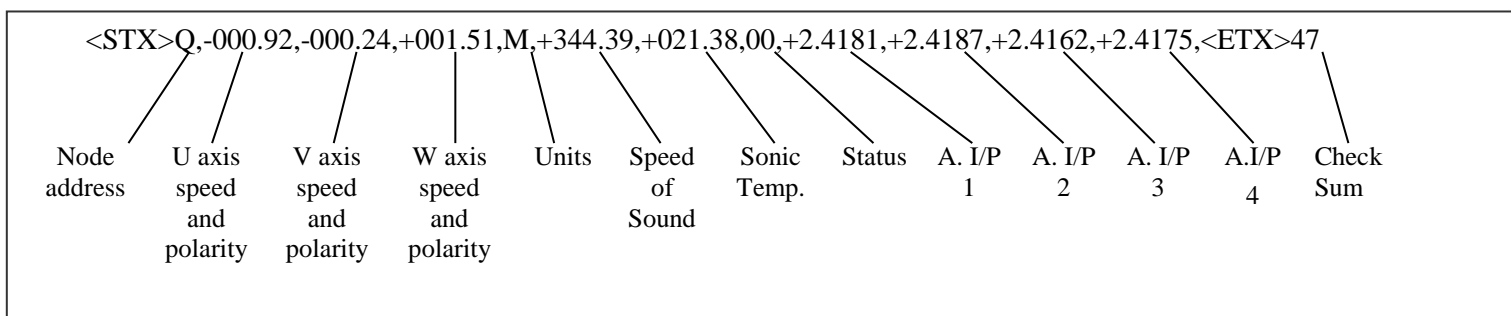 <STX>Q,-000.92,-000.24,+001.51,M,+344.39,+021.38,00,+2.4181,+2.4187,+2.4162,+2.4175,<ETX>47
Node
address
U axis
speed
and
polarity
V axis
speed
and
polarity
W axis
speed
and
polarity
Units
Speed
of
Sound
Sonic
Temp.
Status
A. I/P
1
A. I/P
2
A. I/P
3
A.I/P
4
Check
Sum